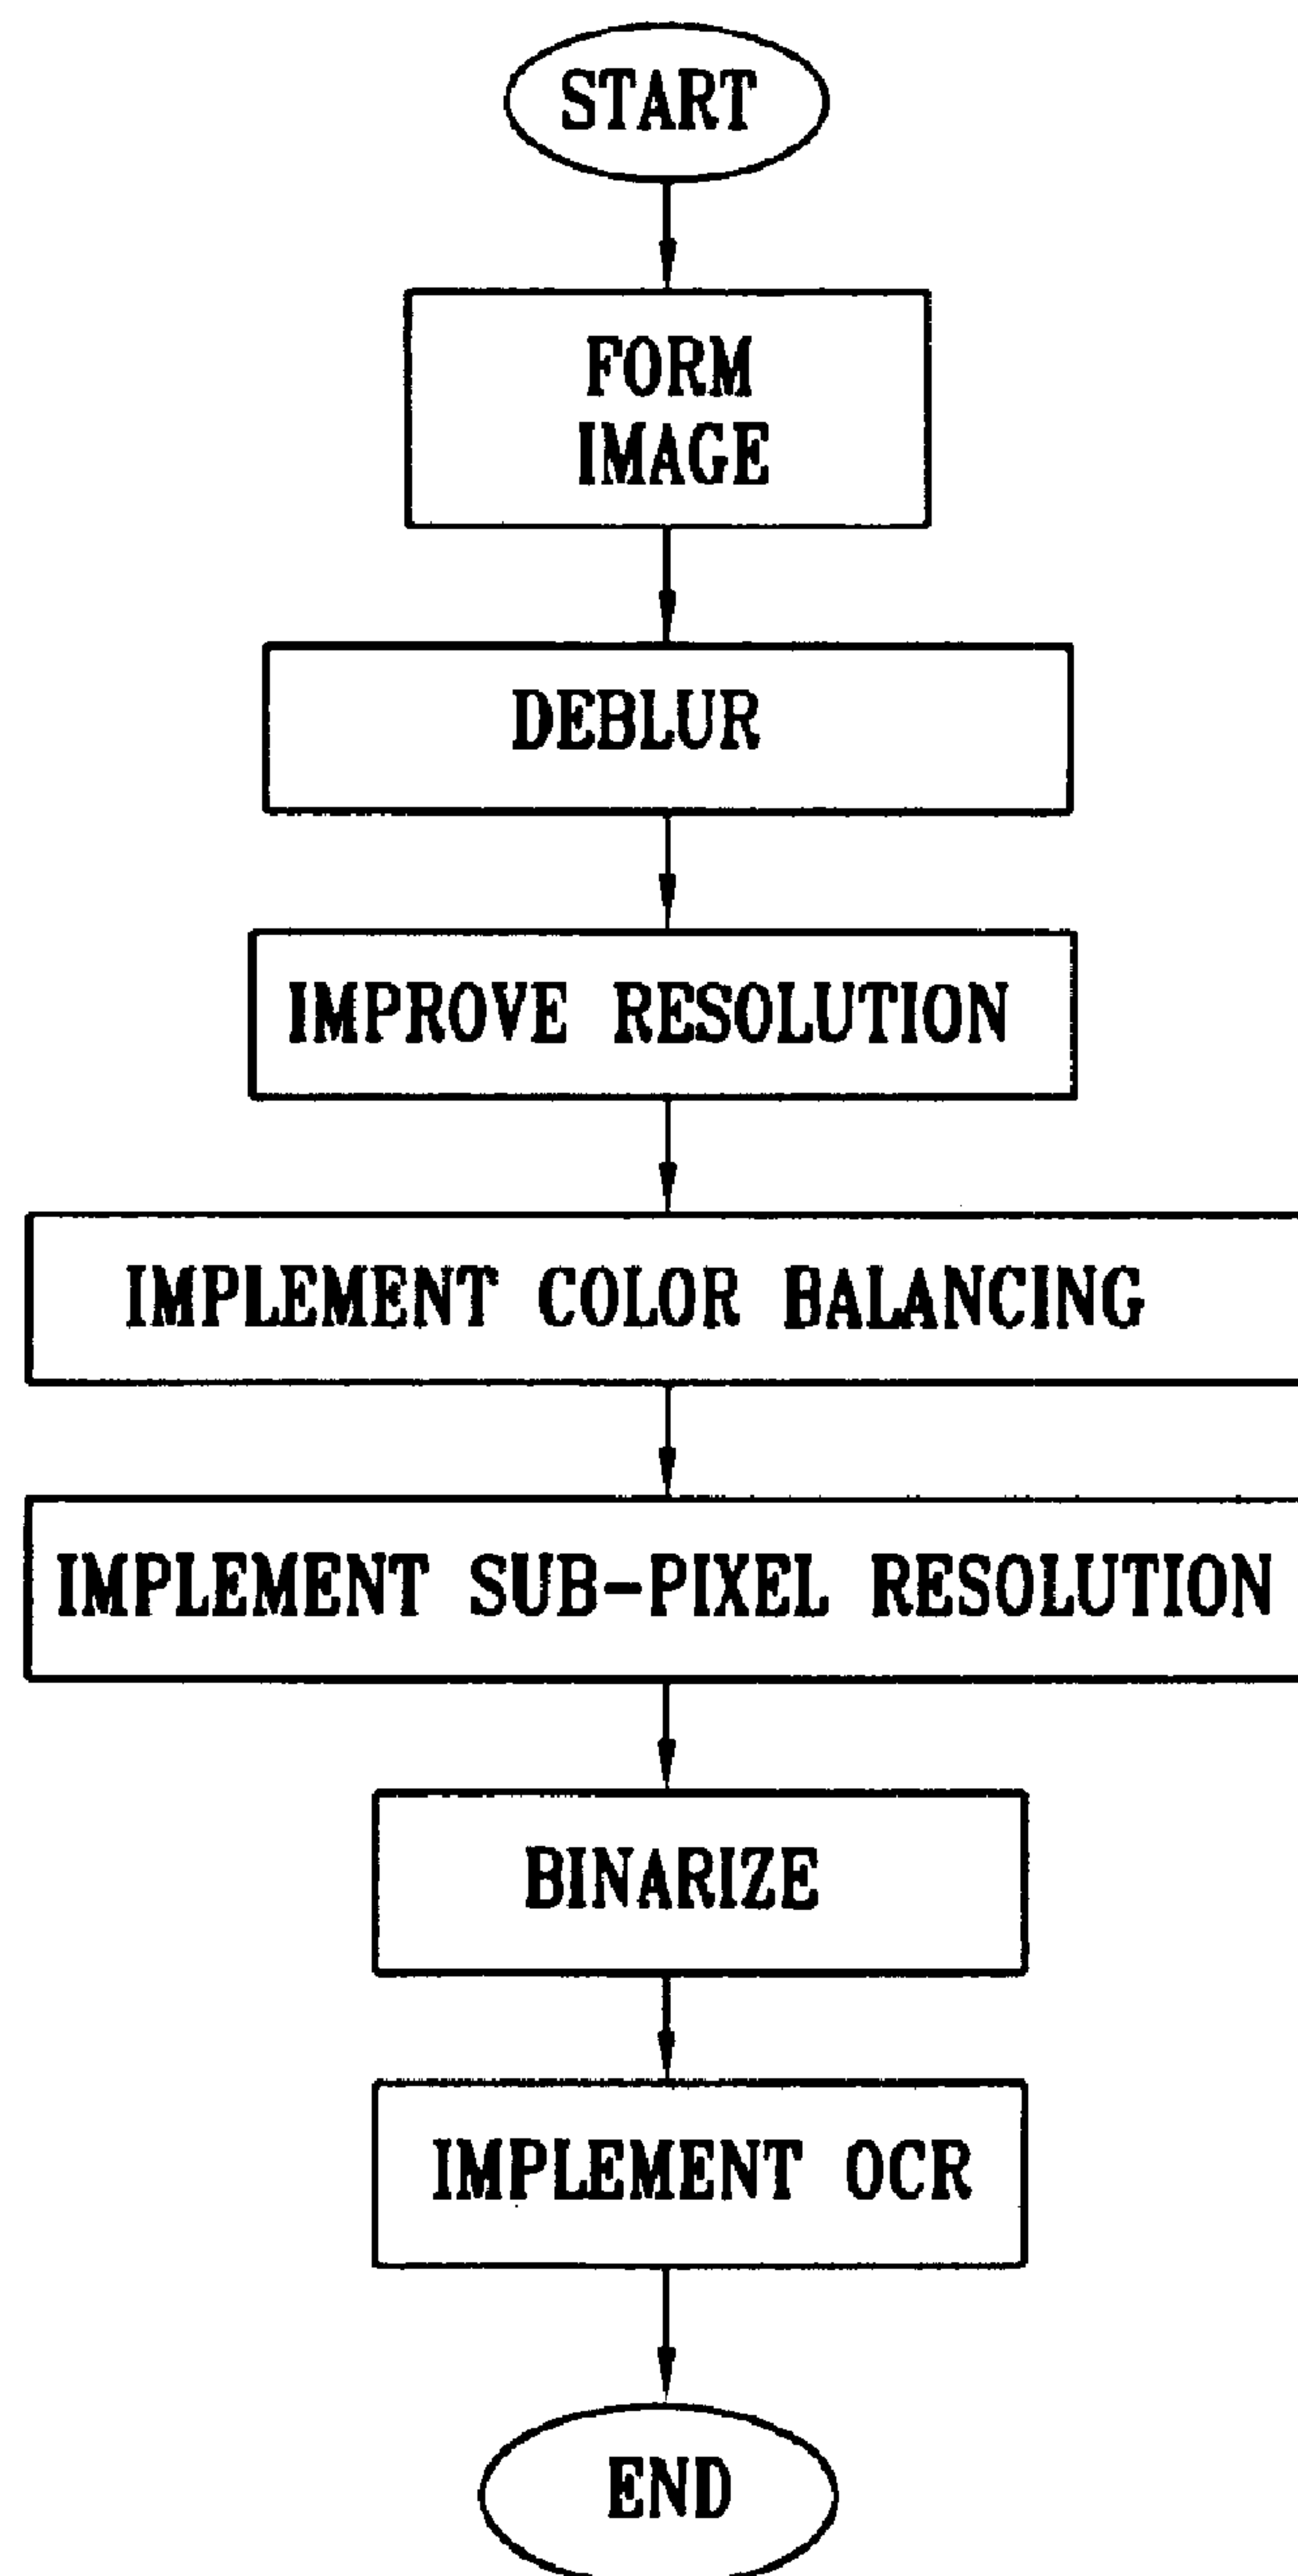 START
FORM
IMAGE
DEBLUR
IMPROVE RESOLUTION
IMPLEMENT COLOR BALANCING
IMPLEMENT SUB-PIXEL RESOLUTION
BINARIZE
IMPLEMENT OCR
END